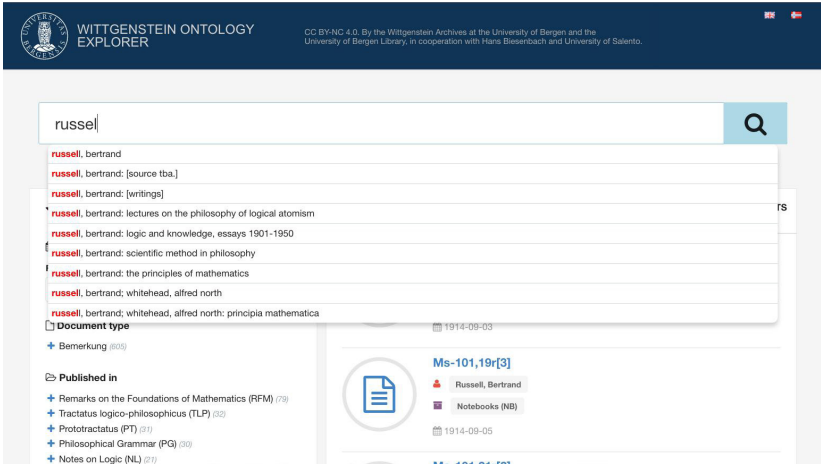 WITTGENSTEIN ONTOLOGY
EXPLORER
CC BY-NC 4.0. By the Wittgenstein Archives at the University of Bergen and the
University of Bergen Library, in cooperation with Hans Biesenbach and University of Salento.
russel
russell, bertrand
russell, bertrand: [source tba.]
russell, bertrand: [writings]
russell, bertrand: lectures on the philosophy of logical atomism
russell, bertrand: logic and knowledge, essays 1901-1950
russell, bertrand: scientific method in philosophy
russell, bertrand: the principles of mathematics
russell, bertrand; whitehead, alfred north
russell, bertrand; whitehead, alfred north: principia mathematica
Document type
Bemerkung (605)
Published in
Remarks on the Foundations of Mathematics (RFM) (79)
Tractatus logico-philosophicus (TLP) (32)
Prototractatus (PT) (31)
Philosophical Grammar (PG) (30)
Notes on Logic (NL) (21)
1914-09-03
Ms-101,19r[3]
Russell, Bertrand
Notebooks (NB)
1914-09-05